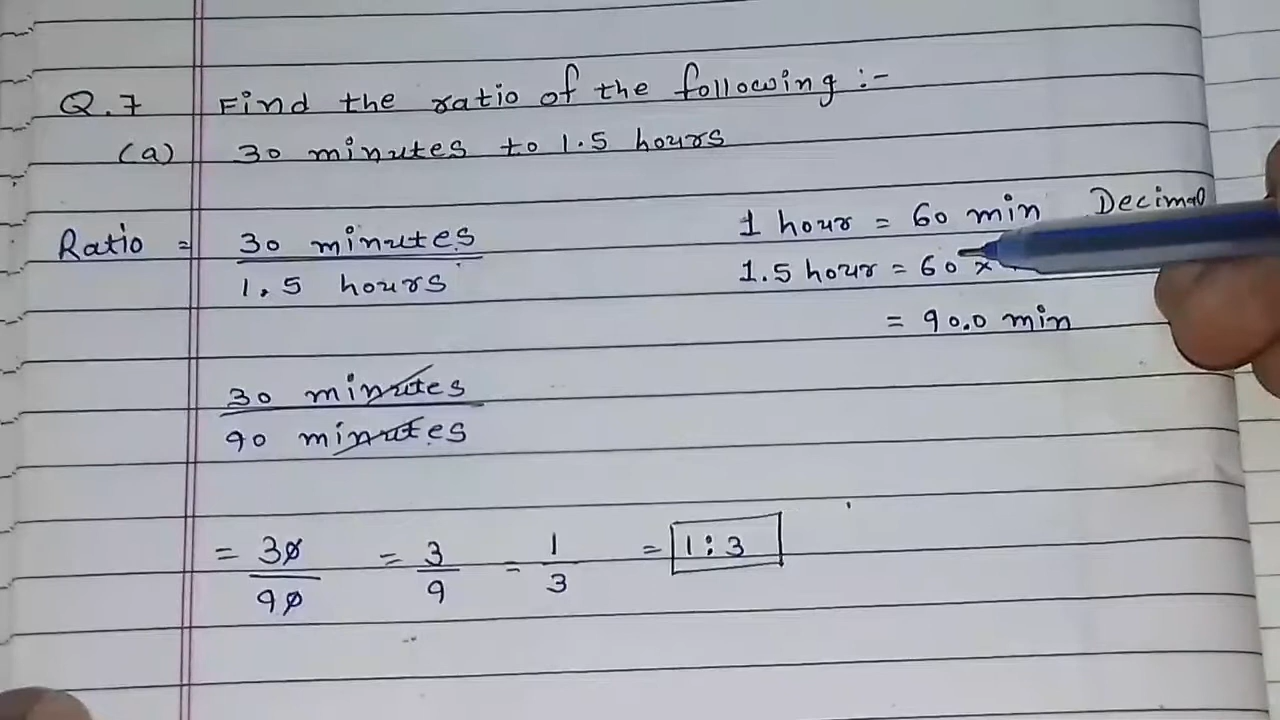 Q.7 Find the ratio of the following :-
(a) 30 minutes to 1.5 hours
Ratio = 30 minutes
1.5 hours
1 hour = 60 min Decimal
1.5 hour = 60 x
= 90.0 min
30 minutes
90 minutes
= 30 = 3 = 1 = 1:3
90 9 3